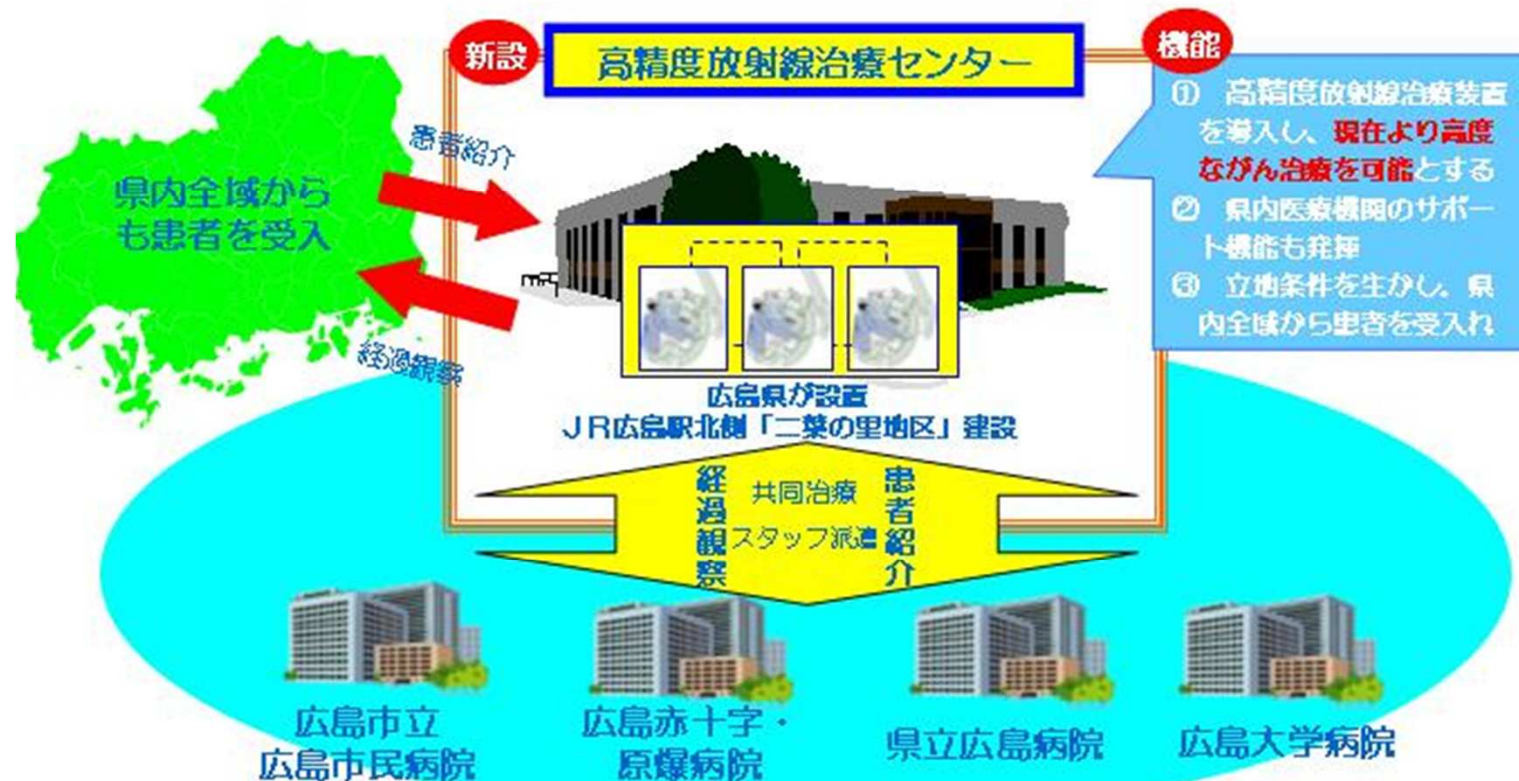 新設
高精度放射線治療センター
機能
① 高精度放射線治療装置
を導入し、現在より高度
ながん治療を可能とする
② 県内医療機関のサポー
ト機能も発揮
③ 立地条件を生かし、県
内全域から患者を受入れ
患者紹介
県内全域から
も患者を受入
経過観察
広島県が設置
JR広島駅北側「二葉の里地区」建設
経過観察
共同治療
スタッフ派遣
患者紹介
広島市立
広島市民病院
広島赤十字・
原爆病院
県立広島病院
広島大学病院